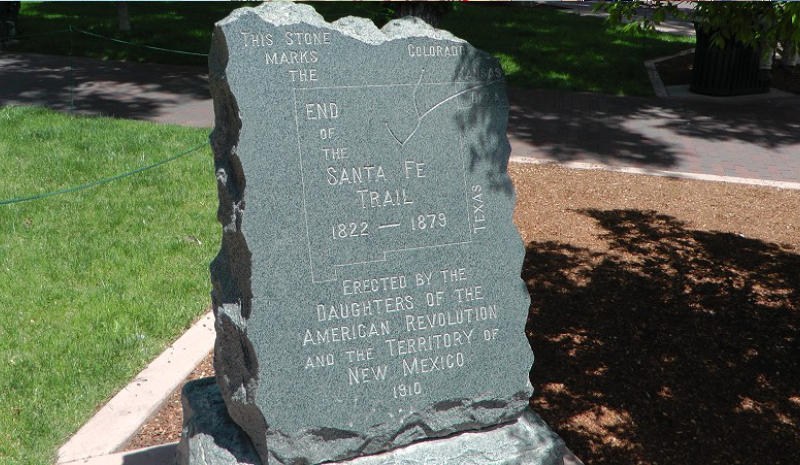 THIS STONE
MARKS
THE
COLORADO
KANSAS
END
OF
THE
SANTA FE
TRAIL
1822 — 1879
TEXAS
ERECTED BY THE
DAUGHTERS OF THE
AMERICAN REVOLUTION
AND THE TERRITORY OF
NEW MEXICO
1910